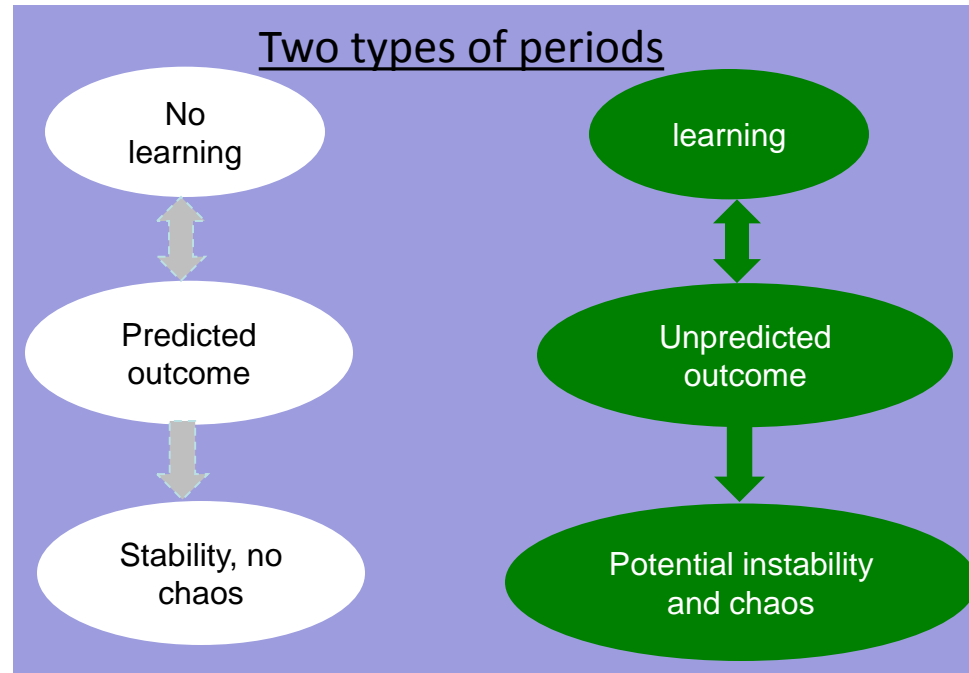 Two types of periods
No
learning
learning
Predicted
outcome
Unpredicted
outcome
Stability, no
chaos
Potential instability
and chaos